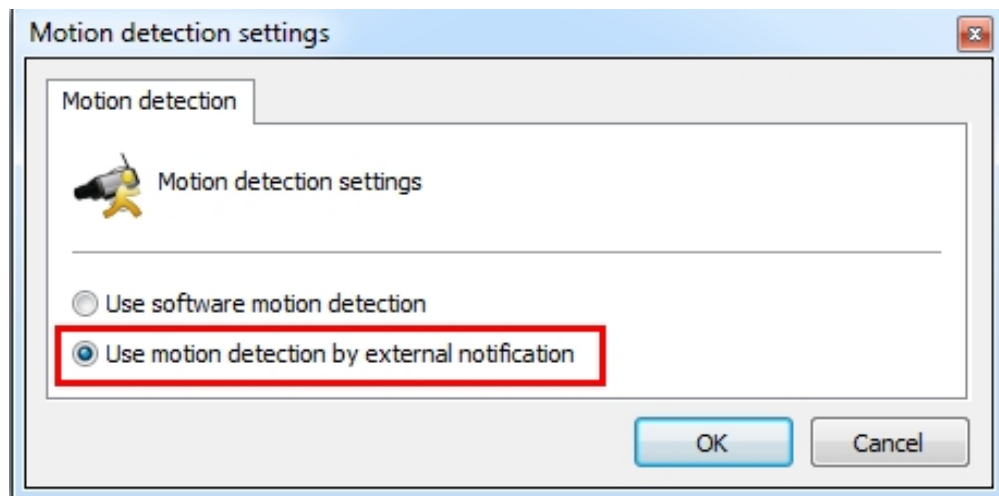 Motion detection settings
Motion detection
Motion detection settings
Use software motion detection
Use motion detection by external notification
OK
Cancel